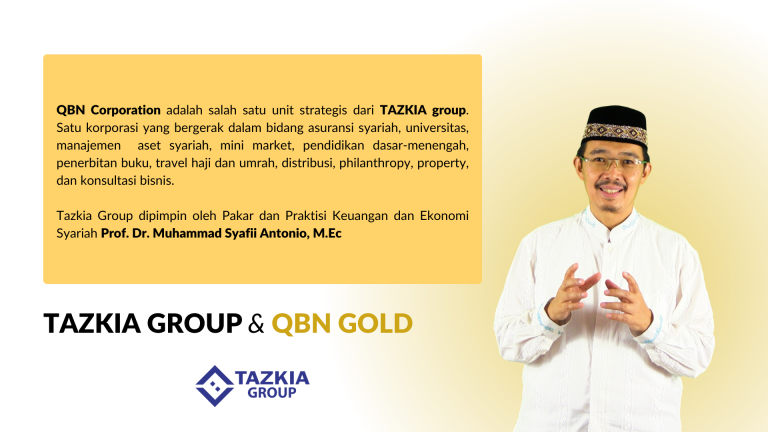 QBN Corporation adalah salah satu unit strategis dari TAZKIA group.
Satu korporasi yang bergerak dalam bidang asuransi syariah, universitas,
manajemen aset syariah, mini market, pendidikan dasar-menengah,
penerbitan buku, travel haji dan umrah, distribusi, philanthropy, property,
dan konsultasi bisnis.
Tazkia Group dipimpin oleh Pakar dan Praktisi Keuangan dan Ekonomi
Syariah Prof. Dr. Muhammad Syafii Antonio, M.Ec
TAZKIA GROUP & QBN GOLD
TAZKIA
GROUP